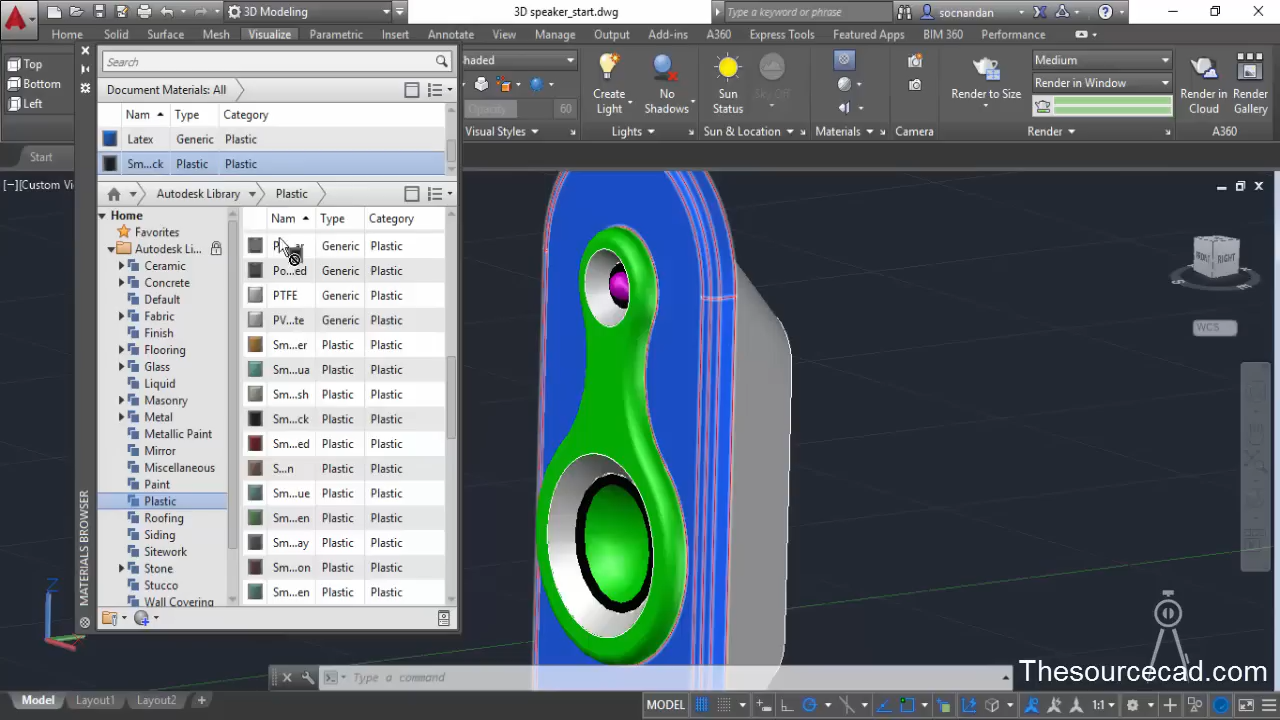 3D Modeling
3D speaker_start.dwg
Type a keyword or phrase
socnandan
Home Solid Surface Mesh Visualize Parametric Insert Annotate View Manage Output Add-ins A360 Express Tools Featured Apps BIM 360 Performance
Top
Bottom
Left
Start
Search
Document Materials: All
Nam Type Category
Latex Generic Plastic
Sm...ck Plastic Plastic
Autodesk Library Plastic
Home
Favorites
Autodesk Li...
Ceramic
Concrete
Default
Fabric
Finish
Flooring
Glass
Liquid
Masonry
Metal
Metallic Paint
Mirror
Miscellaneous
Paint
Plastic
Roofing
Siding
Sitework
Stone
Stucco
Wall Covering
Nam Type Category
Generic Plastic
Po...ed Generic Plastic
PTFE Generic Plastic
PV...te Generic Plastic
Sm...er Plastic Plastic
Sm...ua Plastic Plastic
Sm...sh Plastic Plastic
Sm...ck Plastic Plastic
Sm...ed Plastic Plastic
S...n Plastic Plastic
Sm...ue Plastic Plastic
Sm...en Plastic Plastic
Sm...ay Plastic Plastic
Sm...on Plastic Plastic
Sm...en Plastic Plastic
MATERIALS BROWSER
haded
Opacity 60
Visual Styles
Create
Light
No
Shadows
Lights
Sun
Status
Sky Off
Sun & Location
Materials
Camera
Render to Size
Medium
Render in Window
Render
Render in
Cloud
Render
Gallery
A360
[−][Custom Vi
FRONT
RIGHT
WCS
Z
Type a command
Thesourcecad.com
Model Layout1 Layout2 +
MODEL
1:1